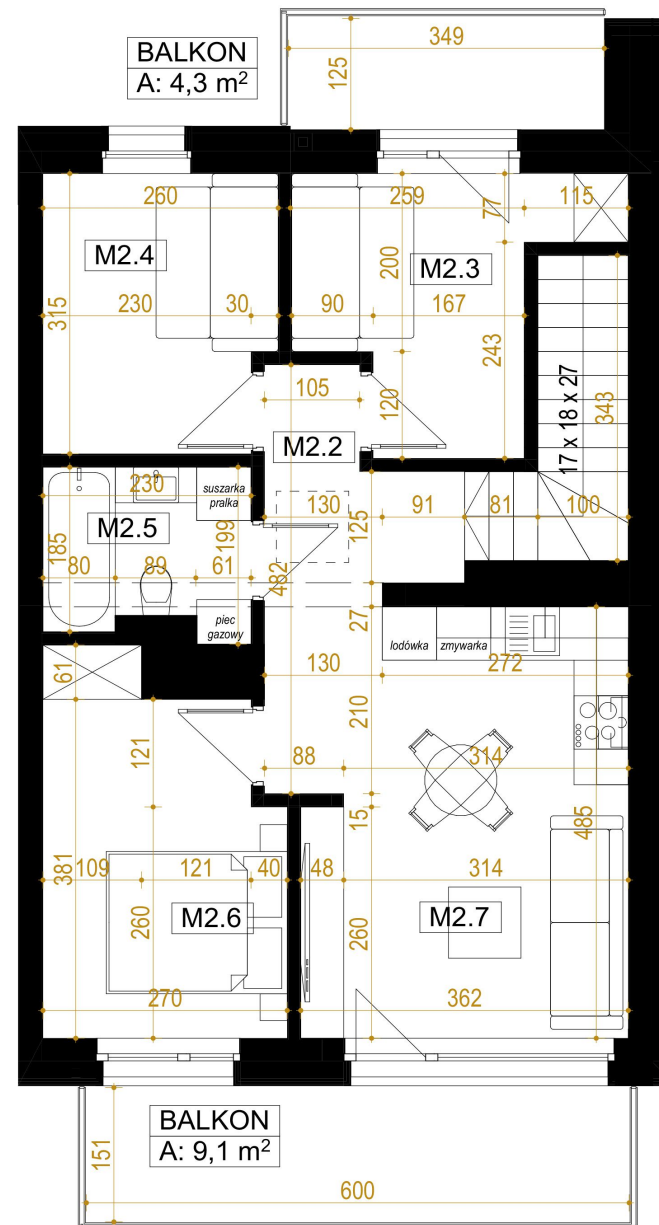 BALKON
A: 4,3 m²
349
125
260
259
77
115
M2.4
M2.3
200
315
230
30
90
167
243
343
17 x 18 x 27
105
120
M2.2
230
suszarka
pralka
130
91
81
100
M2.5
185
199
125
80
89
61
482
piec
gazowy
27
lodówka
zmywarka
61
130
272
210
121
88
314
15
485
381
109
121
40
48
314
M2.6
M2.7
260
260
270
362
BALKON
A: 9,1 m²
151
600